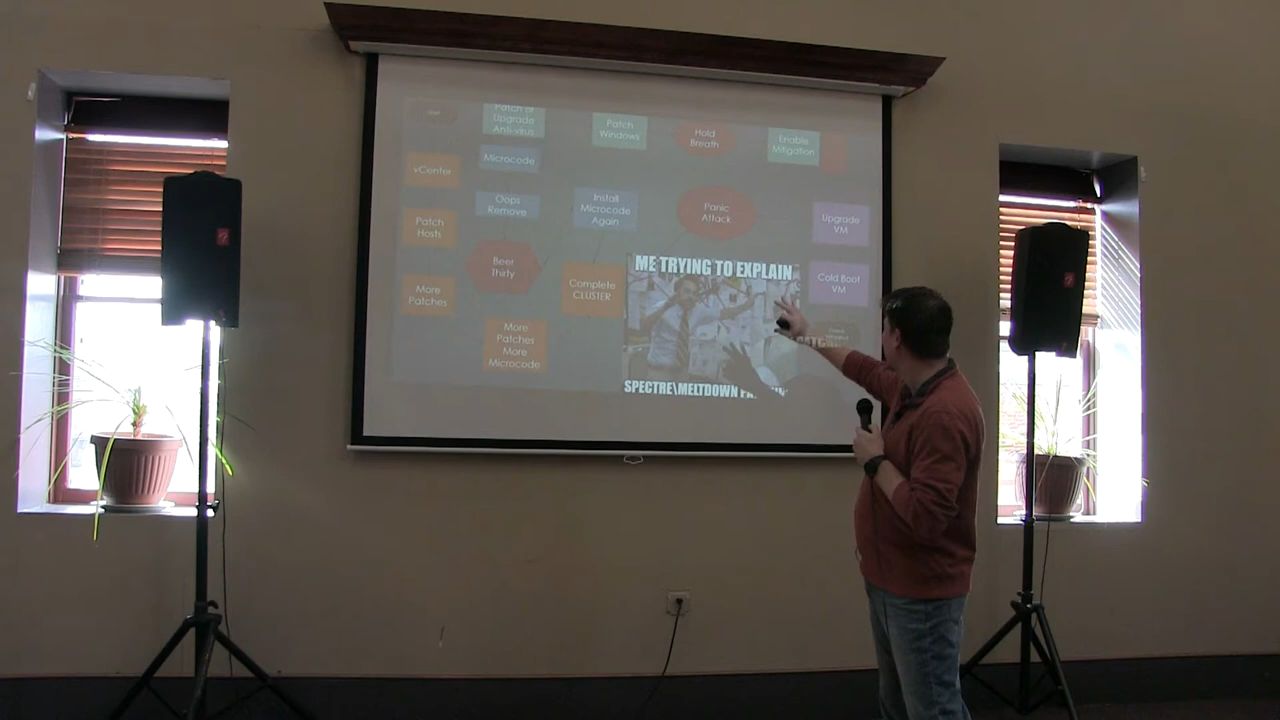 Patch or
Upgrade
Anti-virus
Patch
Windows
Hold
Breath
Enable
Mitigation
vCenter
Microcode
Patch
Hosts
Oops
Remove
Install
Microcode
Again
Panic
Attack
Upgrade
VM
More
Patches
Beer
Thirty
Complete
CLUSTER
ME TRYING TO EXPLAIN
Cold Boot
VM
More
Patches
More
Microcode
SPECTRE\MELTDOWN